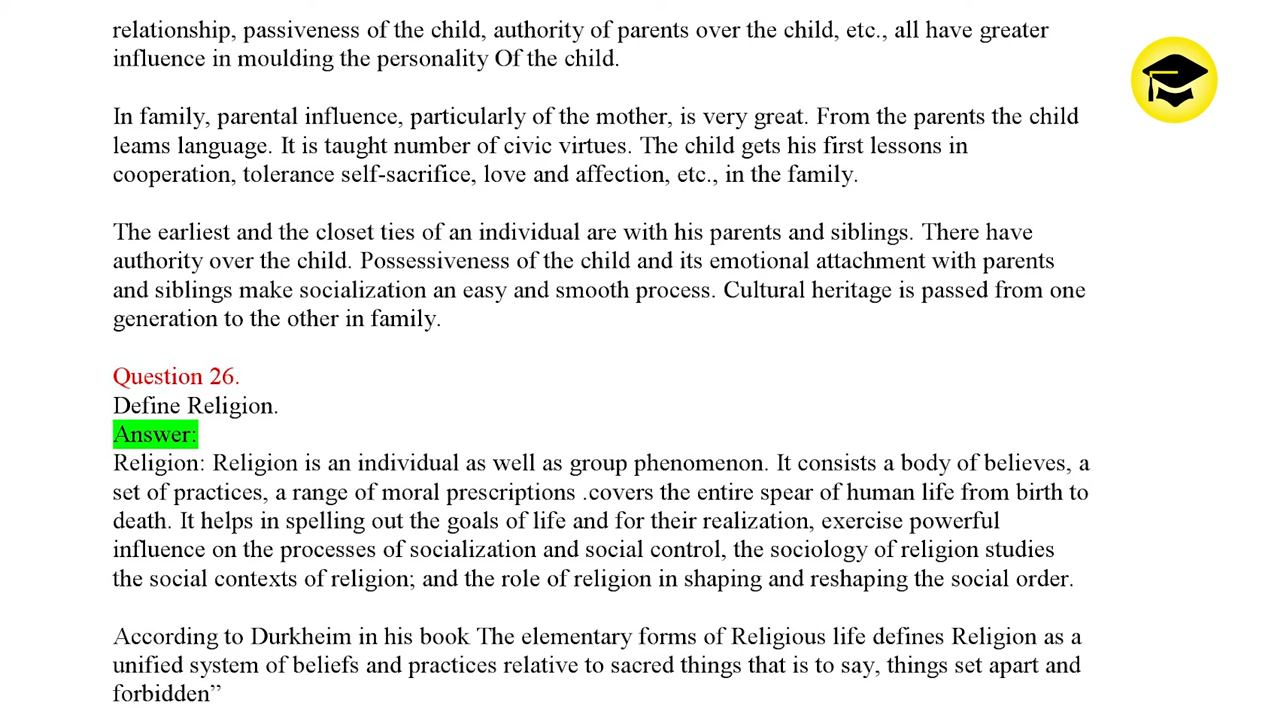 relationship, passiveness of the child, authority of parents over the child, etc., all have greater
influence in moulding the personality Of the child.
In family, parental influence, particularly of the mother, is very great. From the parents the child
leams language. It is taught number of civic virtues. The child gets his first lessons in
cooperation, tolerance self-sacrifice, love and affection, etc., in the family.
The earliest and the closet ties of an individual are with his parents and siblings. There have
authority over the child. Possessiveness of the child and its emotional attachment with parents
and siblings make socialization an easy and smooth process. Cultural heritage is passed from one
generation to the other in family.
Question 26.
Define Religion.
Answer:
Religion: Religion is an individual as well as group phenomenon. It consists a body of believes, a
set of practices, a range of moral prescriptions .covers the entire spear of human life from birth to
death. It helps in spelling out the goals of life and for their realization, exercise powerful
influence on the processes of socialization and social control, the sociology of religion studies
the social contexts of religion; and the role of religion in shaping and reshaping the social order.
According to Durkheim in his book The elementary forms of Religious life defines Religion as a
unified system of beliefs and practices relative to sacred things that is to say, things set apart and
forbidden”